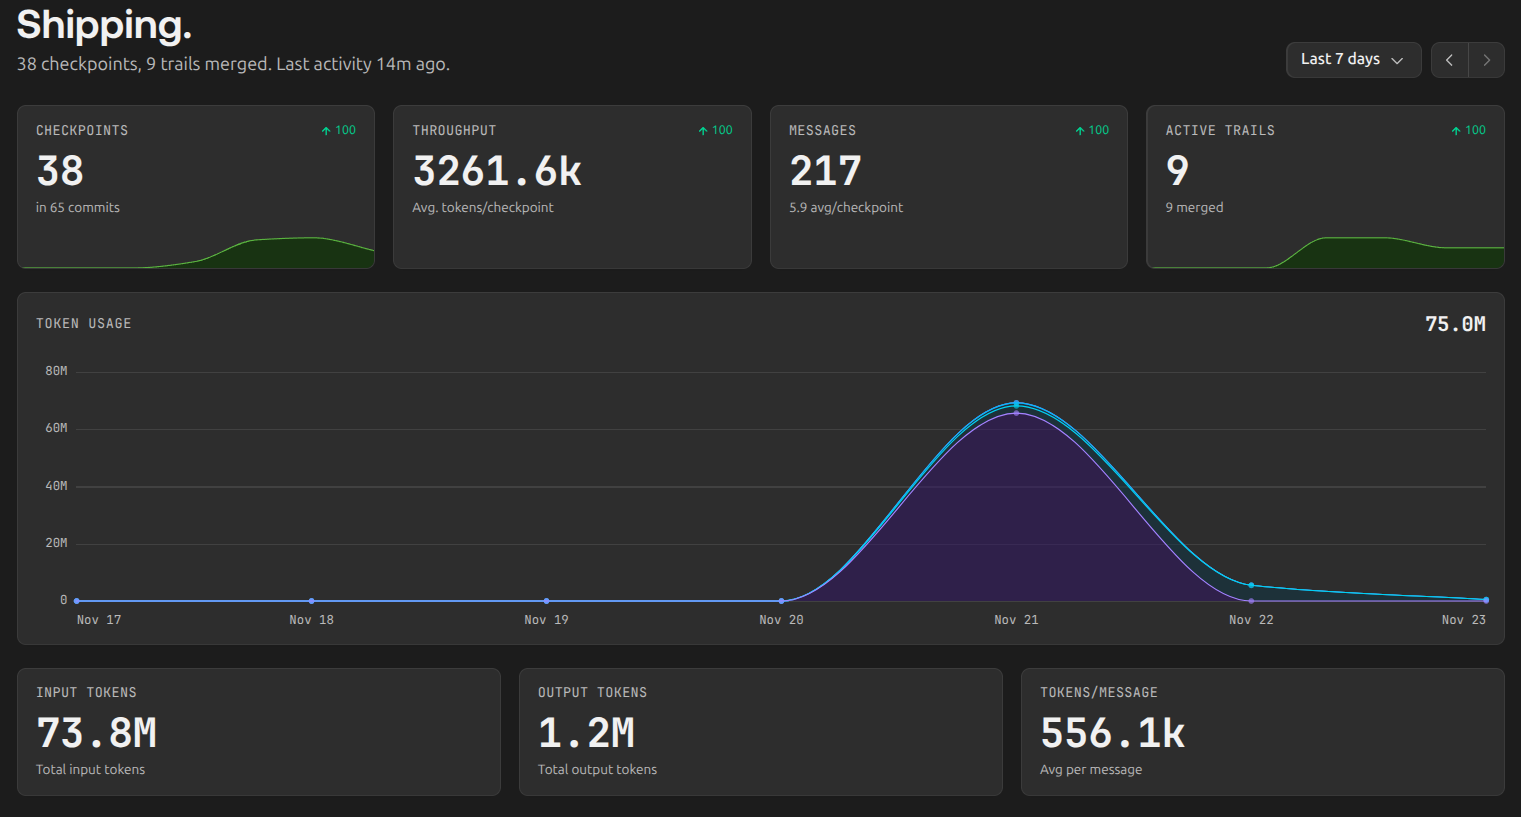 Shipping.
38 checkpoints, 9 trails merged. Last activity 14m ago.
Last 7 days
CHECKPOINTS
↑ 100
38
in 65 commits
THROUGHPUT
↑ 100
3261.6k
Avg. tokens/checkpoint
MESSAGES
↑ 100
217
5.9 avg/checkpoint
ACTIVE TRAILS
↑ 100
9
9 merged
TOKEN USAGE
75.0M
80M
60M
40M
20M
0
Nov 17 Nov 18 Nov 19 Nov 20 Nov 21 Nov 22 Nov 23
INPUT TOKENS
73.8M
Total input tokens
OUTPUT TOKENS
1.2M
Total output tokens
TOKENS/MESSAGE
556.1k
Avg per message